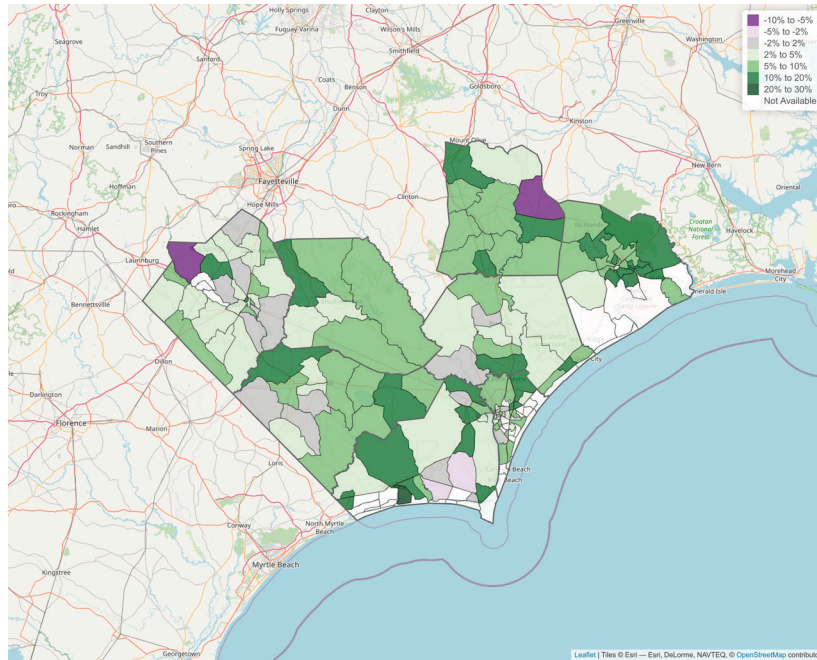 Holly Springs
Clayton
Fuquay-Varina
Wilson's Mills
Smithfield
Greenville
Washington
Seagrove
Sanford
Coats
Benson
Goldsboro
Troy
Dunn
Kinston
Norman
Sandhill
Southern
Pines
Spring Lake
Mount Olive
New Bern
Fayetteville
Clinton
Oriental
Hoffman
Hope Mills
Rockingham
Hamlet
Croatan
National
Forest
Havelock
Laurinburg
Morehead
City
Bennettsville
Emerald Isle
City
Dillon
Darlington
Florence
Marion
Loris
Beach
Conway
North Myrtle
Beach
Kingstree
Myrtle Beach
Georgetown
-10% to -5%
-5% to -2%
-2% to 2%
2% to 5%
5% to 10%
10% to 20%
20% to 30%
Not Available
Leaflet | Tiles © Esri — Esri, DeLorme, NAVTEQ, © OpenStreetMap contributo